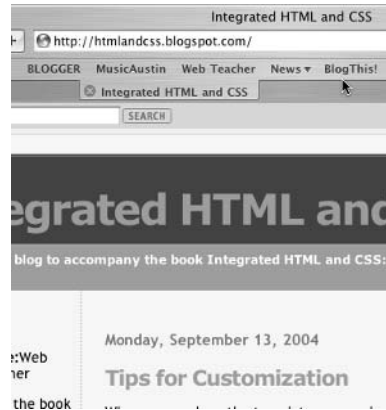 Integrated HTML and CSS
http://htmlandcss.blogspot.com/
BLOGGER MusicAustin Web Teacher News ▾ BlogThis!
Integrated HTML and CSS
SEARCH
egrated HTML and
blog to accompany the book Integrated HTML and CSS:
Monday, September 13, 2004
e:Web
ner
Tips for Customization
the book